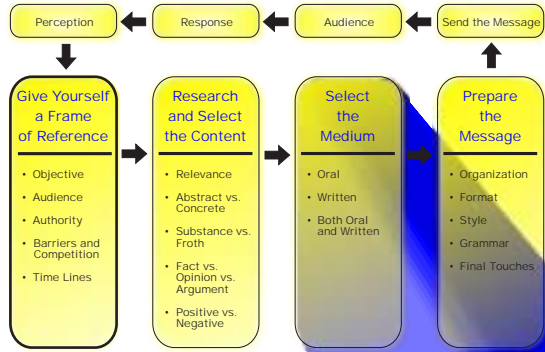 Perception
Response
Audience
Send the Message
Give Yourself
a Frame
of Reference
• Objective
• Audience
• Authority
• Barriers and
Competition
• Time Lines
Research
and Select
the Content
• Relevance
• Abstract vs.
Concrete
• Substance vs.
Froth
• Fact vs.
Opinion vs.
Argument
• Positive vs.
Negative
Select
the
Medium
• Oral
• Written
• Both Oral
and Written
Prepare
the
Message
• Organization
• Format
• Style
• Grammar
• Final Touches